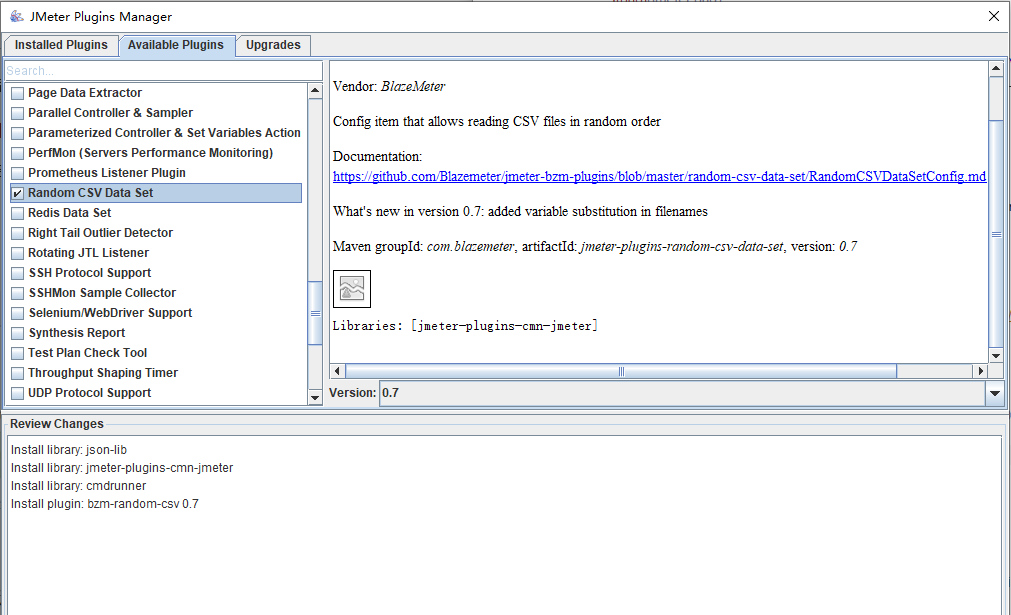 JMeter Plugins Manager
Installed Plugins
Available Plugins
Upgrades
Search...
Page Data Extractor
Parallel Controller & Sampler
Parameterized Controller & Set Variables Action
PerfMon (Servers Performance Monitoring)
Prometheus Listener Plugin
Random CSV Data Set
Redis Data Set
Right Tail Outlier Detector
Rotating JTL Listener
SSH Protocol Support
SSHMon Sample Collector
Selenium/WebDriver Support
Synthesis Report
Test Plan Check Tool
Throughput Shaping Timer
UDP Protocol Support
Vendor: BlazeMeter
Config item that allows reading CSV files in random order
Documentation:
https://github.com/Blazemeter/jmeter-bzm-plugins/blob/master/random-csv-data-set/RandomCSVDataSetConfig.md
What's new in version 0.7: added variable substitution in filenames
Maven groupId: com.blazemeter, artifactId: jmeter-plugins-random-csv-data-set, version: 0.7
Libraries: [jmeter-plugins-cmn-jmeter]
Version: 0.7
Review Changes
Install library: json-lib
Install library: jmeter-plugins-cmn-jmeter
Install library: cmdrunner
Install plugin: bzm-random-csv 0.7